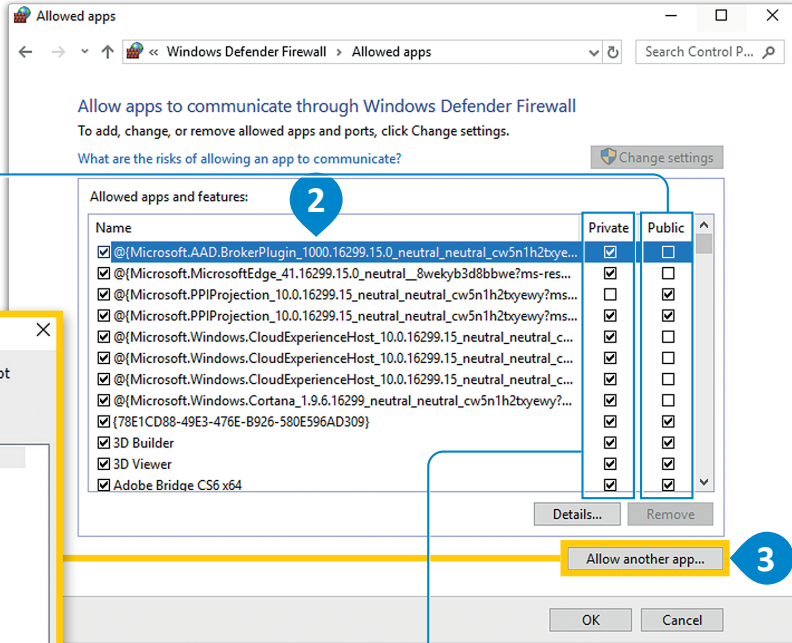 Allowed apps
« Windows Defender Firewall › Allowed apps
Search Control P...
Allow apps to communicate through Windows Defender Firewall
To add, change, or remove allowed apps and ports, click Change settings.
What are the risks of allowing an app to communicate?
Change settings
Allowed apps and features:
2
Name Private Public
@{Microsoft.AAD.BrokerPlugin_1000.16299.15.0_neutral_neutral_cw5n1h2txye...
@{Microsoft.MicrosoftEdge_41.16299.15.0_neutral__8wekyb3d8bbwe?ms-res...
@{Microsoft.PPIProjection_10.0.16299.15_neutral_neutral_cw5n1h2txyewy?ms...
@{Microsoft.PPIProjection_10.0.16299.15_neutral_neutral_cw5n1h2txyewy?ms...
@{Microsoft.Windows.CloudExperienceHost_10.0.16299.15_neutral_neutral_c...
@{Microsoft.Windows.CloudExperienceHost_10.0.16299.15_neutral_neutral_c...
@{Microsoft.Windows.CloudExperienceHost_10.0.16299.15_neutral_neutral_c...
@{Microsoft.Windows.Cortana_1.9.6.16299_neutral_neutral_cw5n1h2txyewy?...
{78E1CD88-49E3-476E-B926-580E596AD309}
3D Builder
3D Viewer
Adobe Bridge CS6 x64
Details...
Remove
Allow another app...
3
OK
Cancel